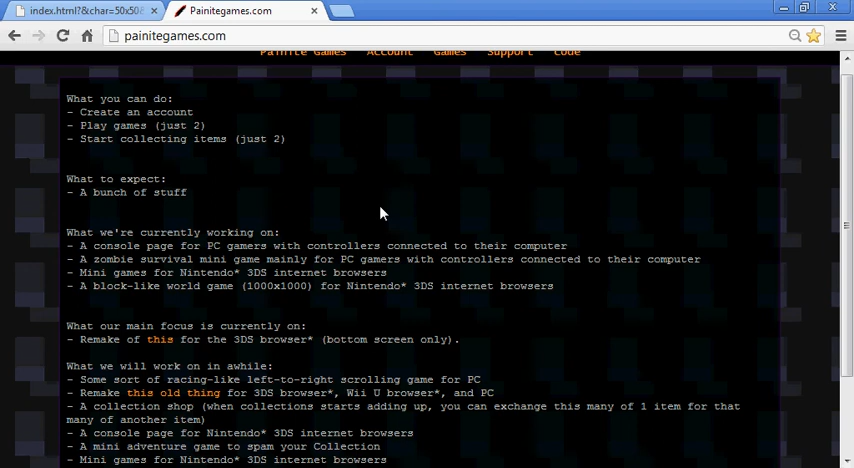 index.html?&char=50x50&
Painitegames.com
painitegames.com
Painite Games Account Games Support Code
What you can do:
- Create an account
- Play games (just 2)
- Start collecting items (just 2)
What to expect:
- A bunch of stuff
What we're currently working on:
- A console page for PC gamers with controllers connected to their computer
- A zombie survival mini game mainly for PC gamers with controllers connected to their computer
- Mini games for Nintendo* 3DS internet browsers
- A block-like world game (1000x1000) for Nintendo* 3DS internet browsers
What our main focus is currently on:
- Remake of this for the 3DS browser* (bottom screen only).
What we will work on in awhile:
- Some sort of racing-like left-to-right scrolling game for PC
- Remake this old thing for 3DS browser*, Wii U browser*, and PC
- A collection shop (when collections starts adding up, you can exchange this many of 1 item for that
many of another item)
- A console page for Nintendo* 3DS internet browsers
- A mini adventure game to spam your Collection
- Mini games for Nintendo* 3DS internet browsers